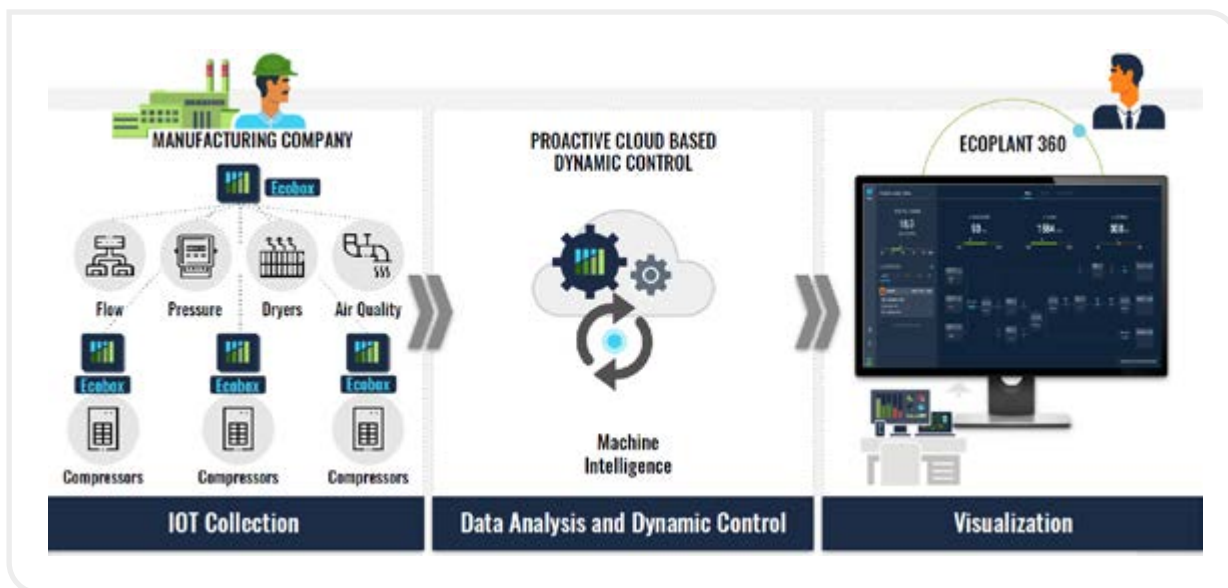 MANUFACTURING COMPANY
Ecobox
Flow Pressure Dryers Air Quality
Ecobox Ecobox Ecobox
Compressors Compressors Compressors
IOT Collection
PROACTIVE CLOUD BASED
DYNAMIC CONTROL
Machine
Intelligence
Data Analysis and Dynamic Control
ECOPLANT 360
Visualization